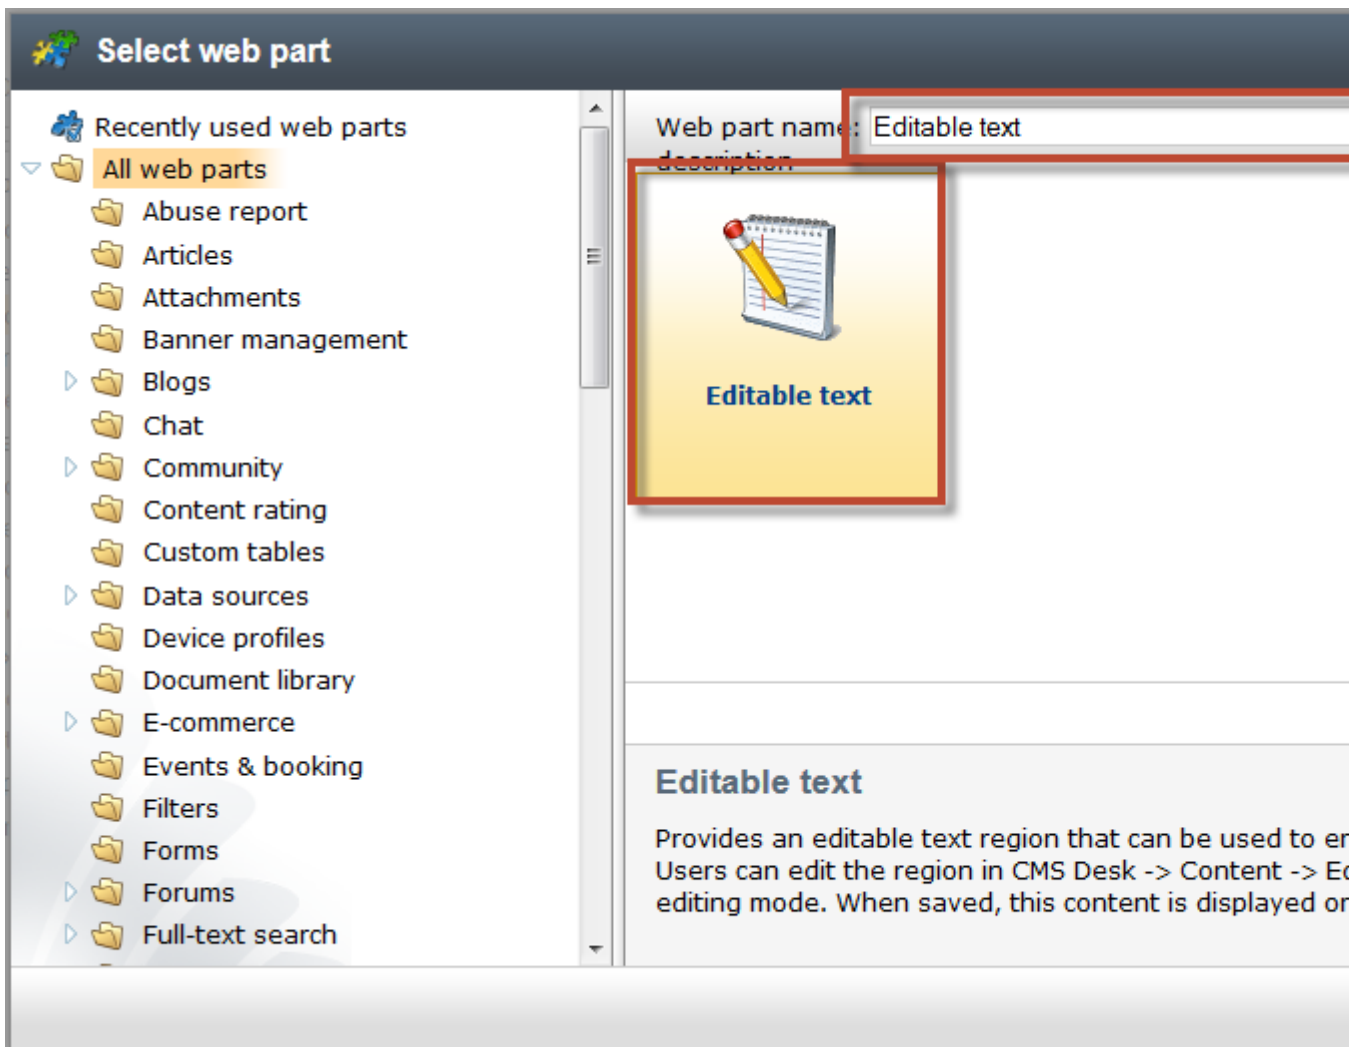 Select web part
Recently used web parts
All web parts
Abuse report
Articles
Attachments
Banner management
Blogs
Chat
Community
Content rating
Custom tables
Data sources
Device profiles
Document library
E-commerce
Events & booking
Filters
Forms
Forums
Full-text search
Web part name: Editable text
description
Editable text
Editable text
Provides an editable text region that can be used to
Users can edit the region in CMS Desk -> Content ->
editing mode. When saved, this content is displayed